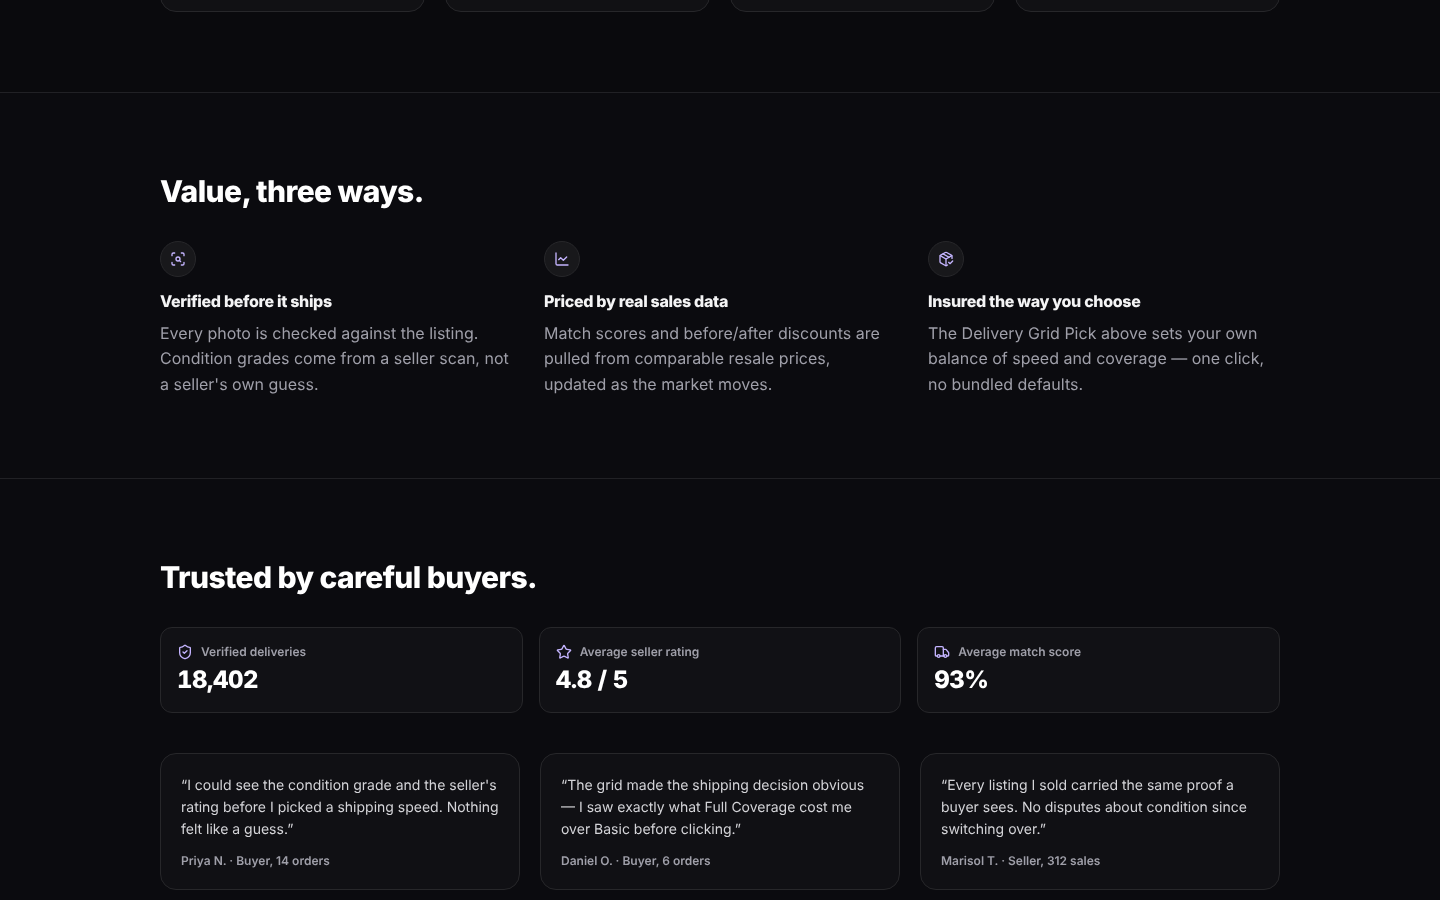 Value, three ways.
Verified before it ships
Every photo is checked against the listing.
Condition grades come from a seller scan, not
a seller's own guess.
Priced by real sales data
Match scores and before/after discounts are
pulled from comparable resale prices,
updated as the market moves.
Insured the way you choose
The Delivery Grid Pick above sets your own
balance of speed and coverage — one click,
no bundled defaults.
Trusted by careful buyers.
Verified deliveries
18,402
Average seller rating
4.8 / 5
Average match score
93%
“I could see the condition grade and the seller's
rating before I picked a shipping speed. Nothing
felt like a guess.”
Priya N. · Buyer, 14 orders
“The grid made the shipping decision obvious
— I saw exactly what Full Coverage cost me
over Basic before clicking.”
Daniel O. · Buyer, 6 orders
“Every listing I sold carried the same proof a
buyer sees. No disputes about condition since
switching over.”
Marisol T. · Seller, 312 sales